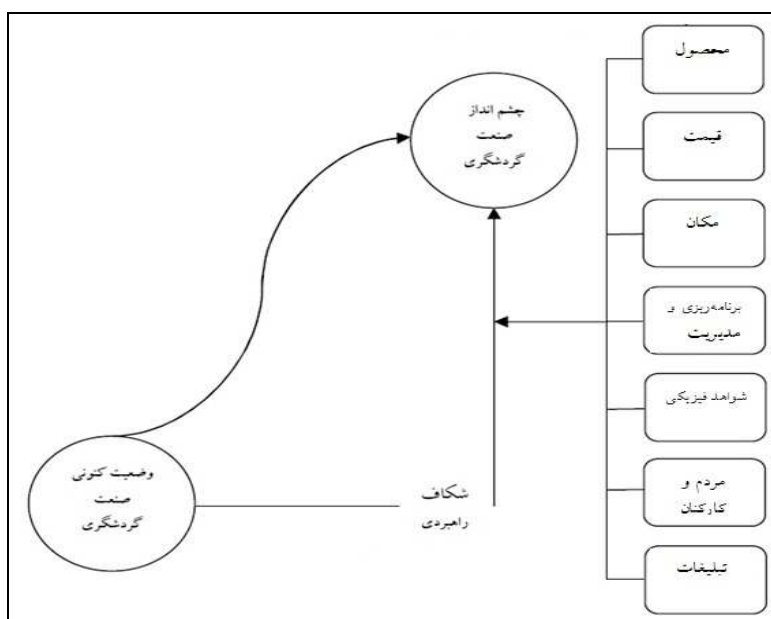 محصول
چشم انداز
صنعت
گردشگری
قیمت
مکان
برنامه‌ریزی و
مدیریت
شواهد فیزیکی
وضعیت کنونی
صنعت
گردشگری
شکاف
راهبردی
مردم و
کارکنان
تبلیغات